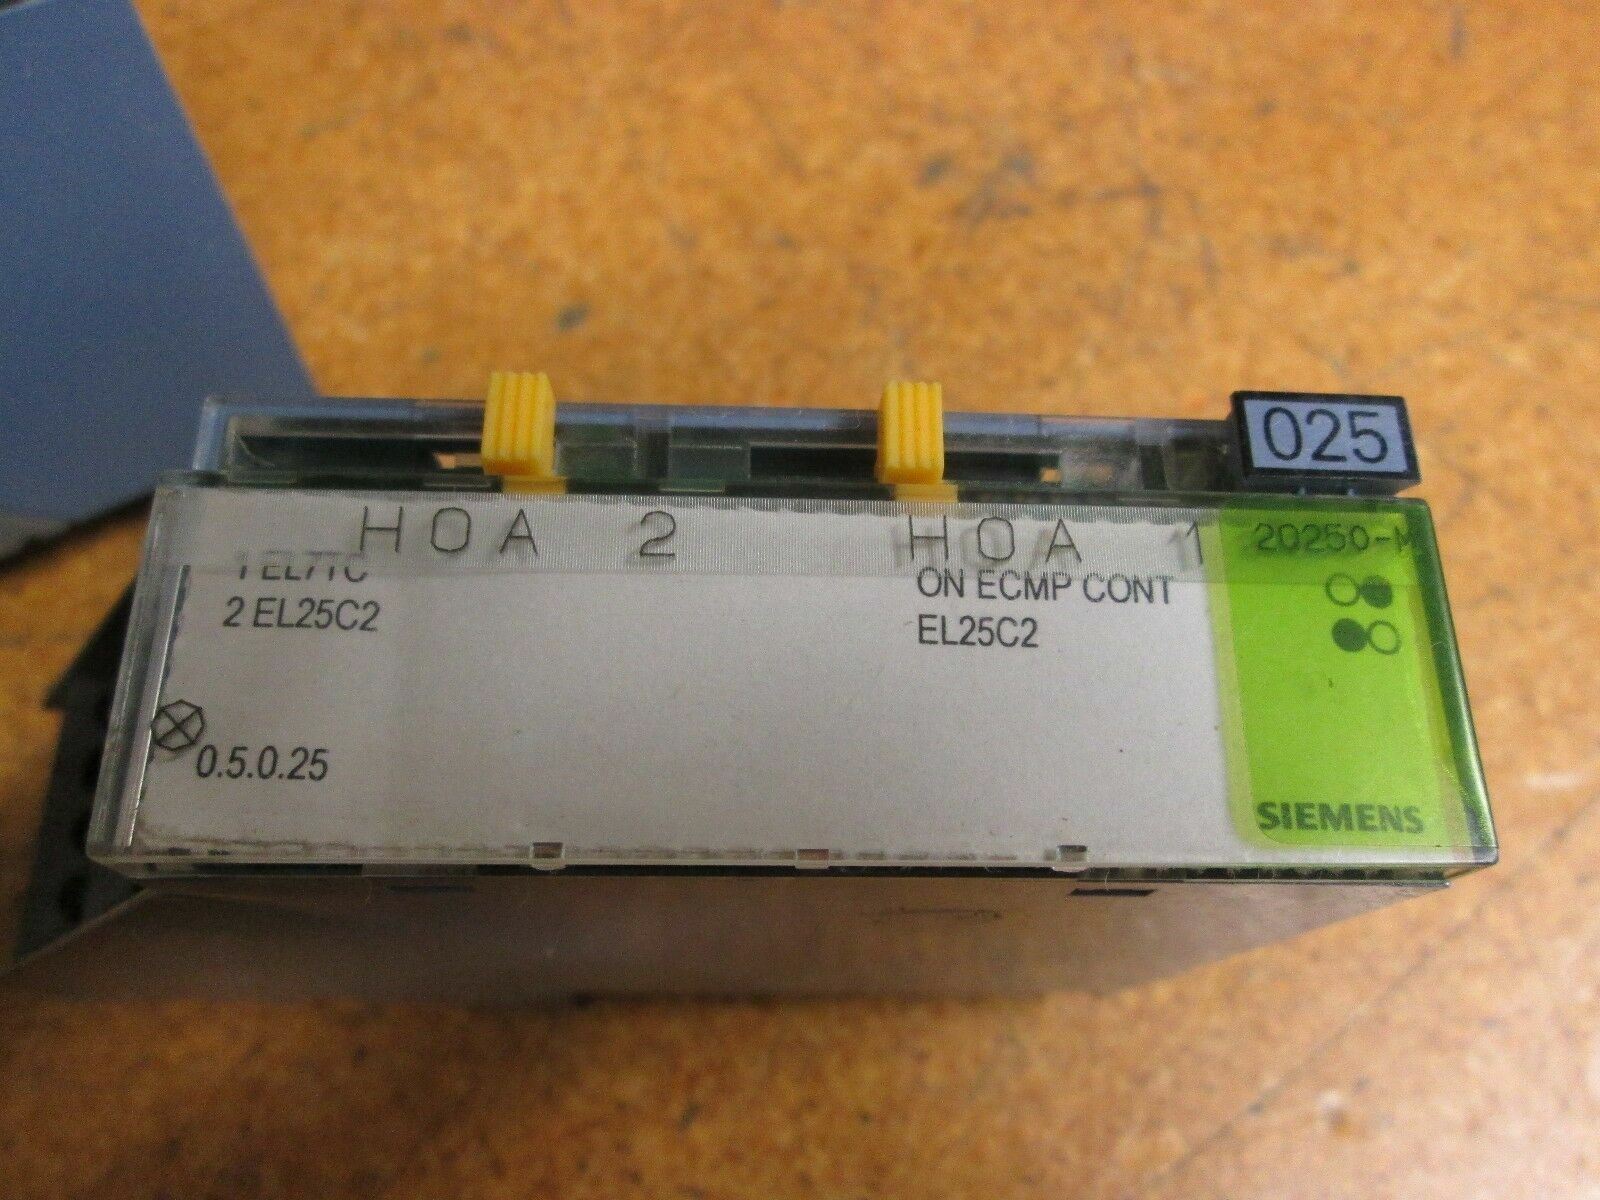 025
HOA 2
HOA 1
20250-M
2 EL25C2
ON ECMP CONT
EL25C2
0.5.0.25
SIEMENS